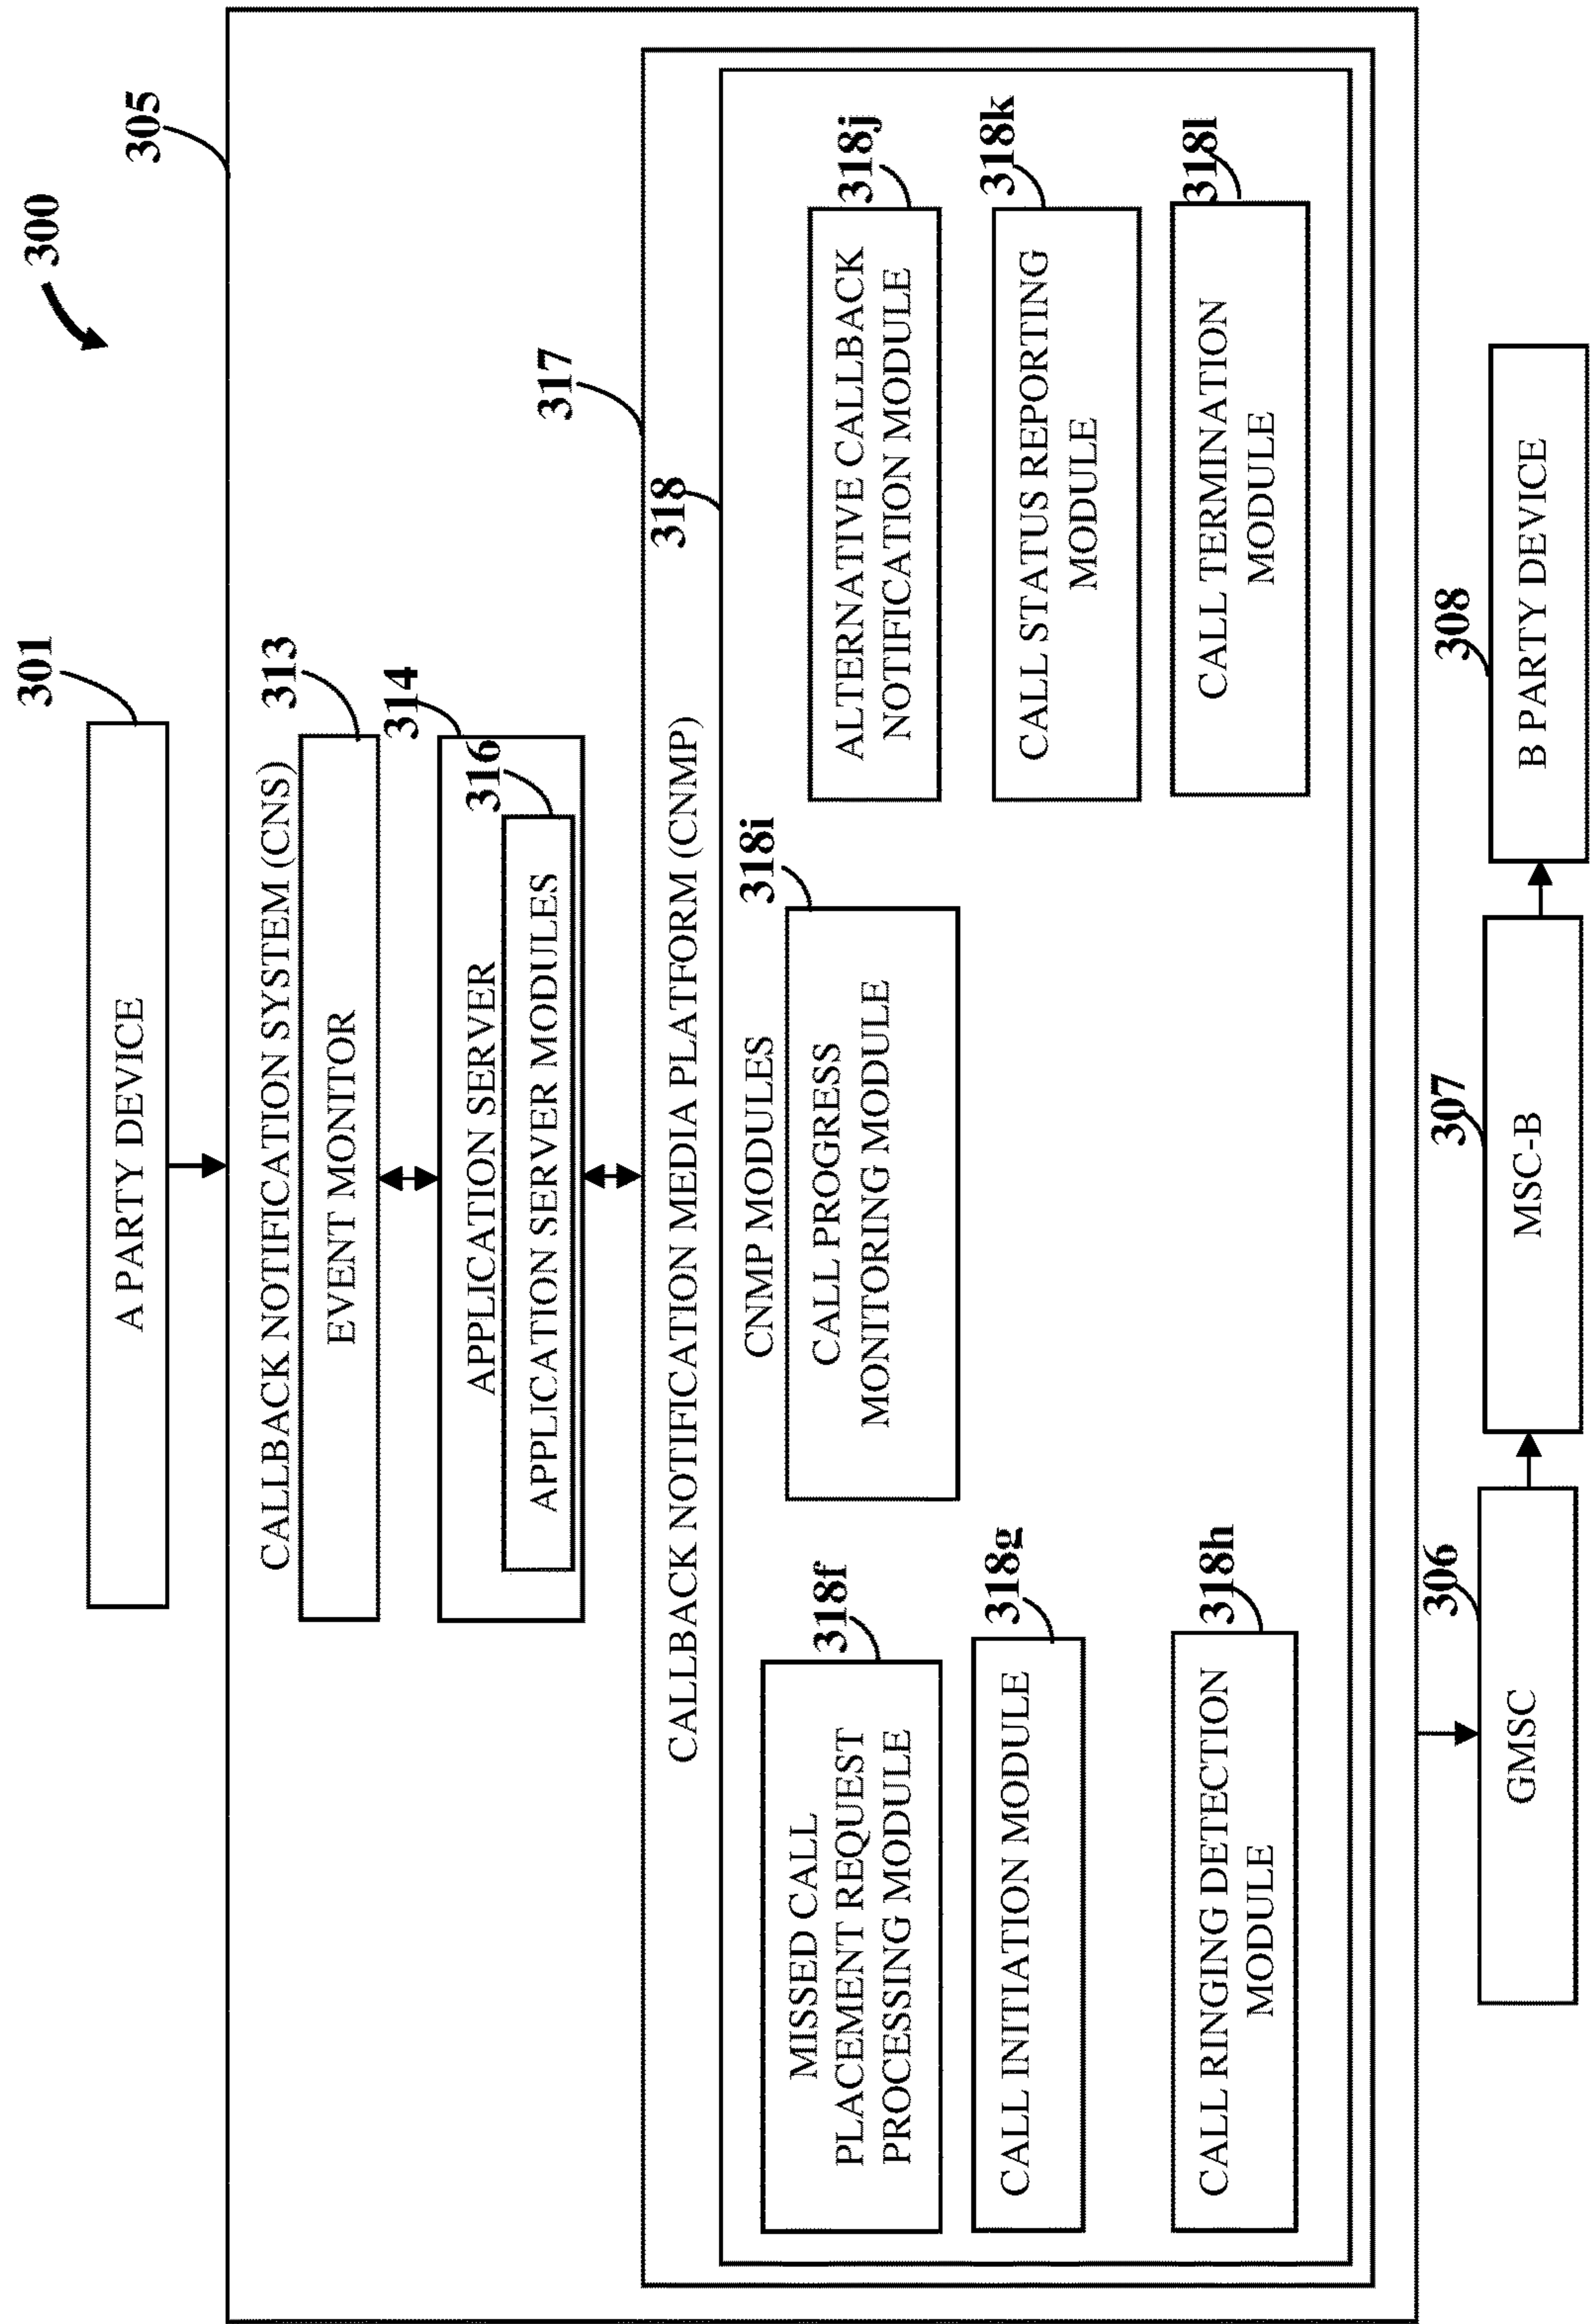 300
301
A PARTY DEVICE
305
CALLBACK NOTIFICATION SYSTEM (CNS)
313
EVENT MONITOR
314
APPLICATION SERVER
316
APPLICATION SERVER MODULES
317
CALLBACK NOTIFICATION MEDIA PLATFORM (CNMP)
318
CNMP MODULES
318f
MISSED CALL
PLACEMENT REQUEST
PROCESSING MODULE
318g
CALL INITIATION MODULE
318h
CALL RINGING DETECTION
MODULE
318i
CALL PROGRESS
MONITORING MODULE
318j
ALTERNATIVE CALLBACK
NOTIFICATION MODULE
318k
CALL STATUS REPORTING
MODULE
318l
CALL TERMINATION
MODULE
306
GMSC
307
MSC-B
308
B PARTY DEVICE